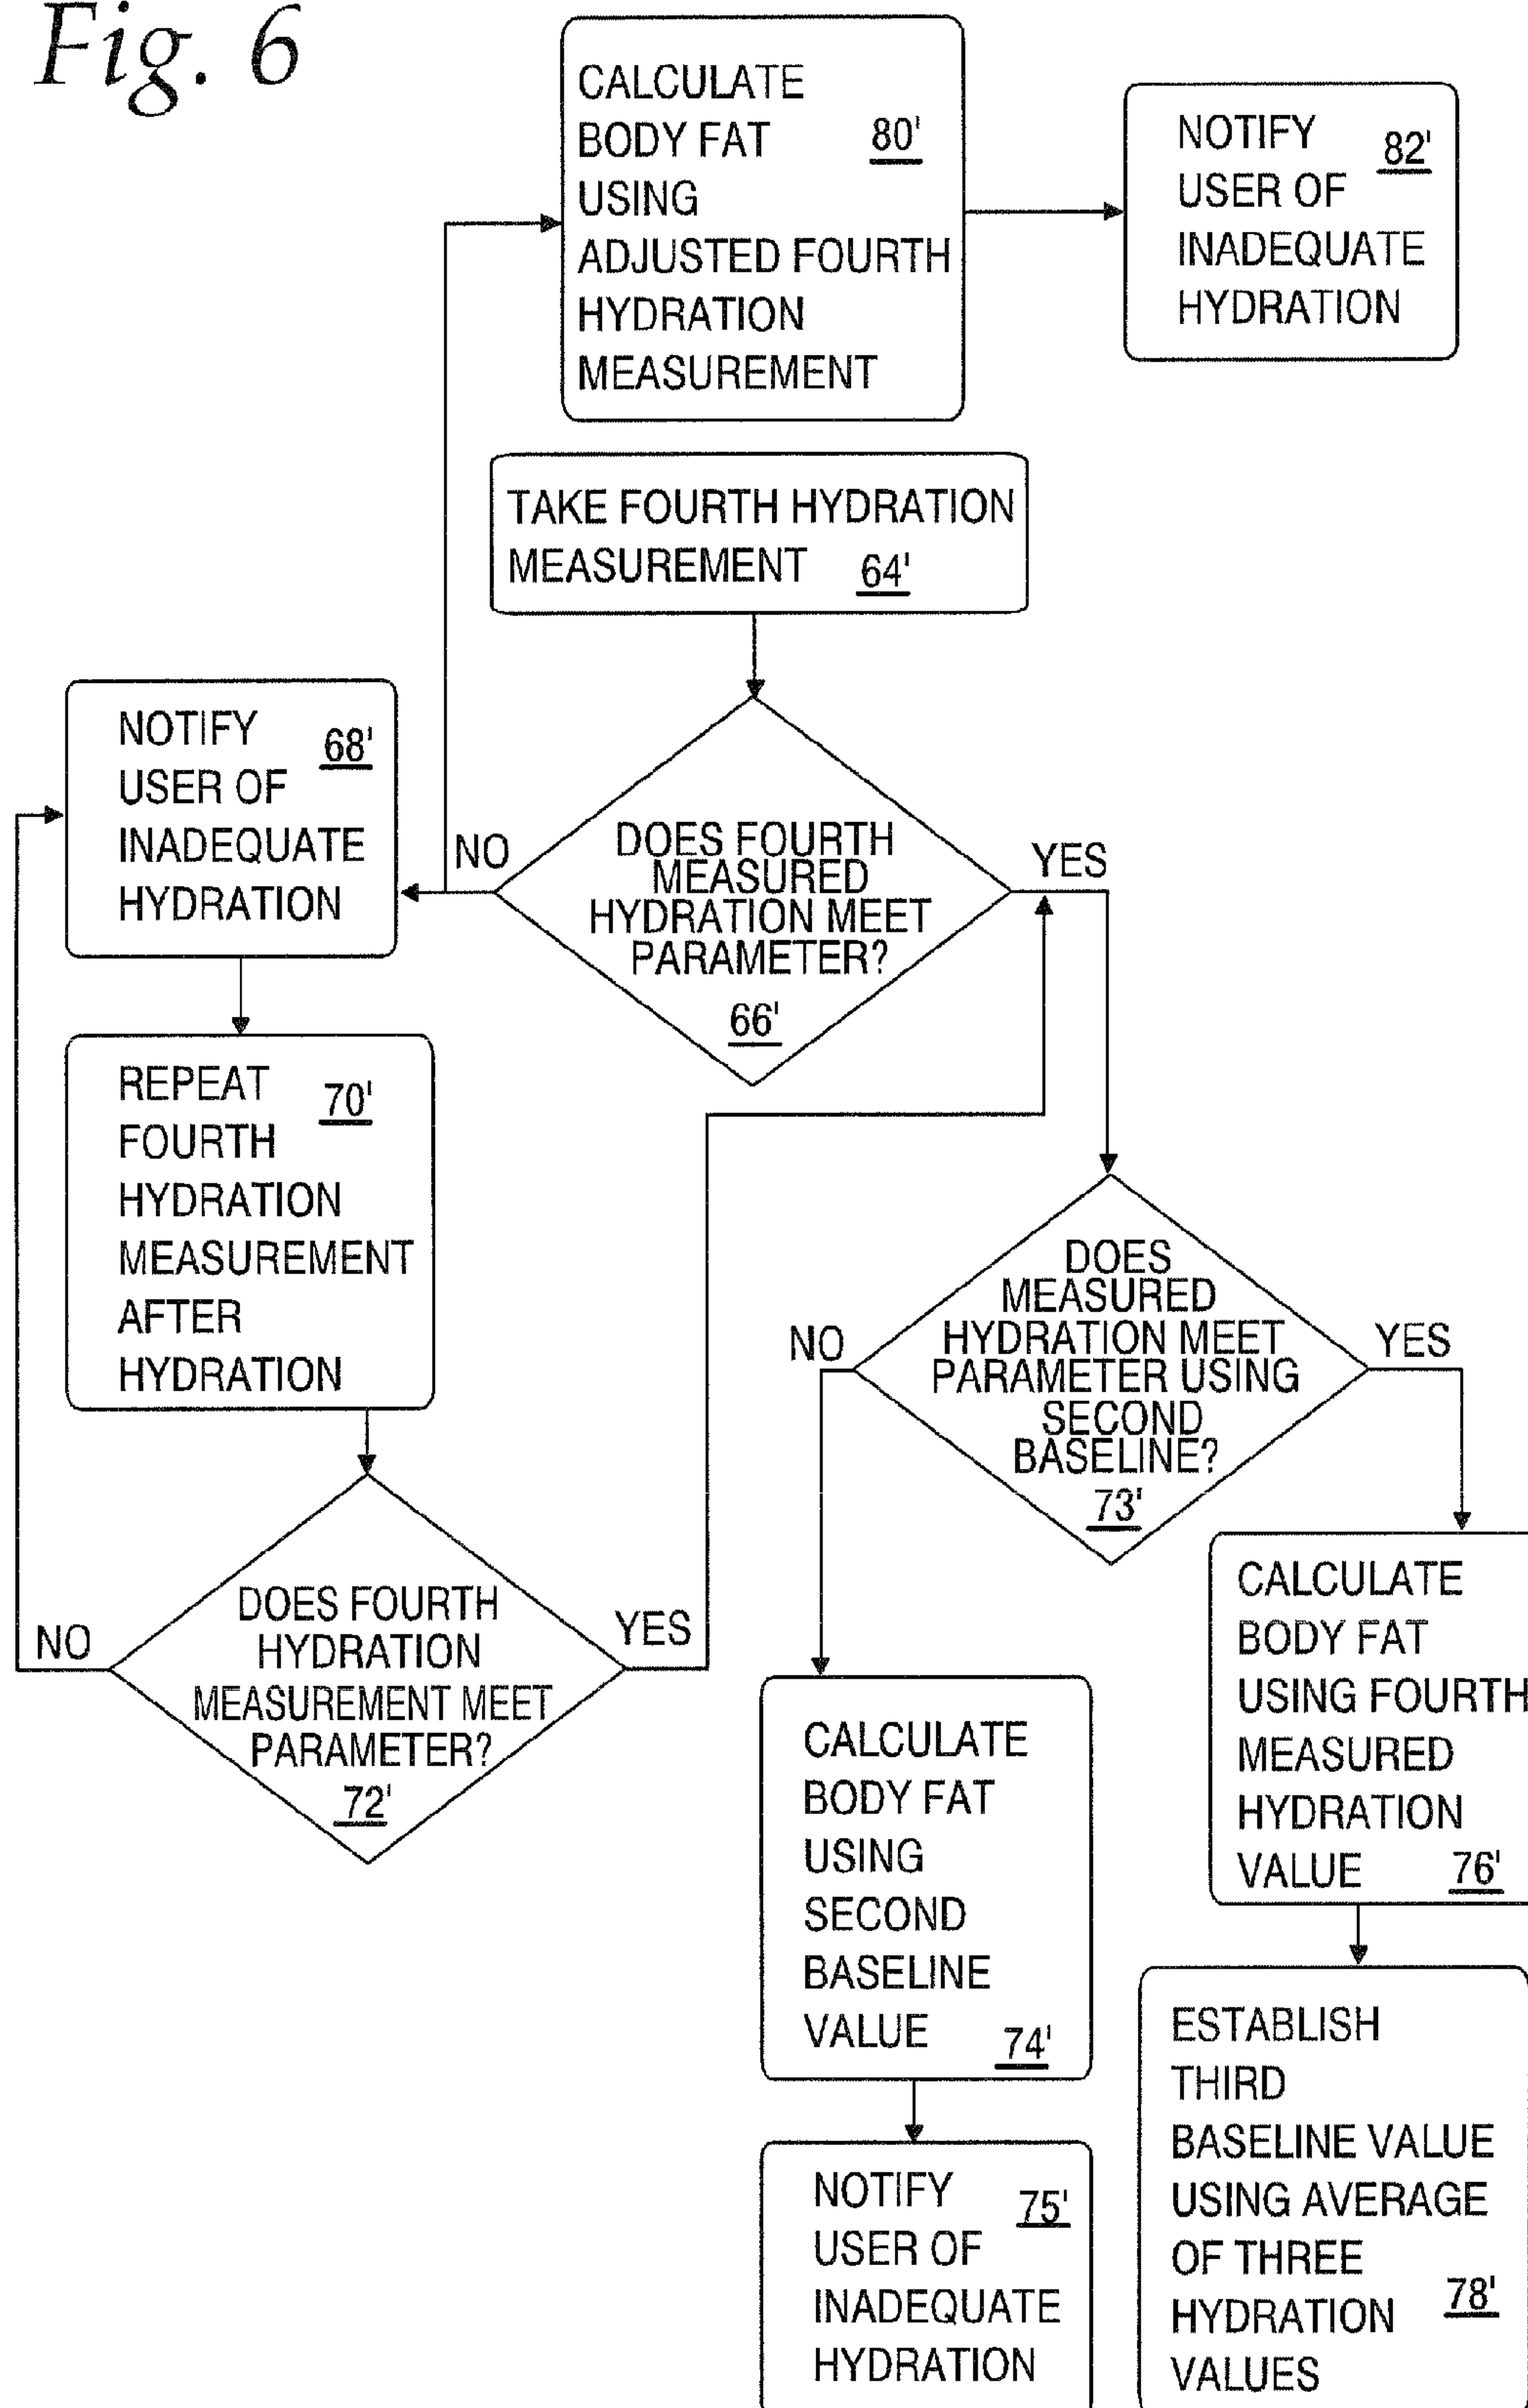 Fig. 6
CALCULATE
BODY FAT 80'
USING
ADJUSTED FOURTH
HYDRATION
MEASUREMENT
NOTIFY 82'
USER OF
INADEQUATE
HYDRATION
TAKE FOURTH HYDRATION
MEASUREMENT 64'
NOTIFY 68'
USER OF
INADEQUATE
HYDRATION
NO
DOES FOURTH
MEASURED
HYDRATION MEET
PARAMETER?
66'
YES
REPEAT 70'
FOURTH
HYDRATION
MEASUREMENT
AFTER
HYDRATION
NO
DOES
MEASURED
HYDRATION MEET
PARAMETER USING
SECOND
BASELINE?
73'
YES
NO
DOES FOURTH
HYDRATION
MEASUREMENT MEET
PARAMETER?
72'
YES
CALCULATE
BODY FAT
USING
SECOND
BASELINE
VALUE 74'
CALCULATE
BODY FAT
USING FOURTH
MEASURED
HYDRATION
VALUE 76'
NOTIFY 75'
USER OF
INADEQUATE
HYDRATION
ESTABLISH
THIRD
BASELINE VALUE
USING AVERAGE
OF THREE
HYDRATION 78'
VALUES